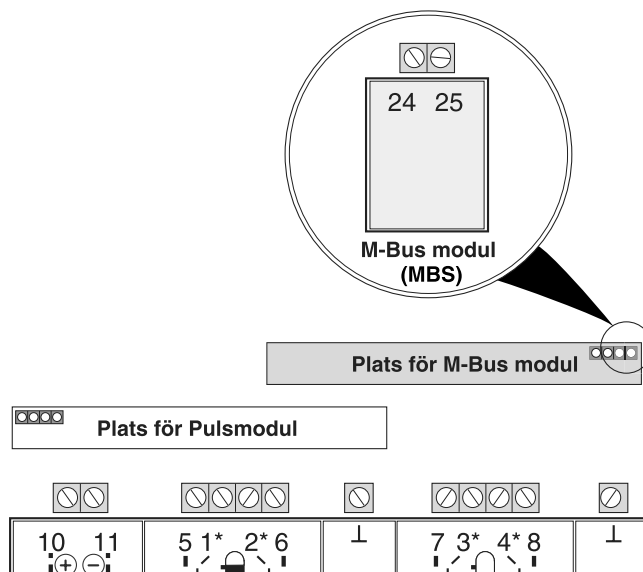 24 25
M-Bus modul
(MBS)
Plats för M-Bus modul
Plats för Pulsmodul
10 11 5 1* 2* 6 ⊥ 7 3* 4* 8 ⊥
+ −